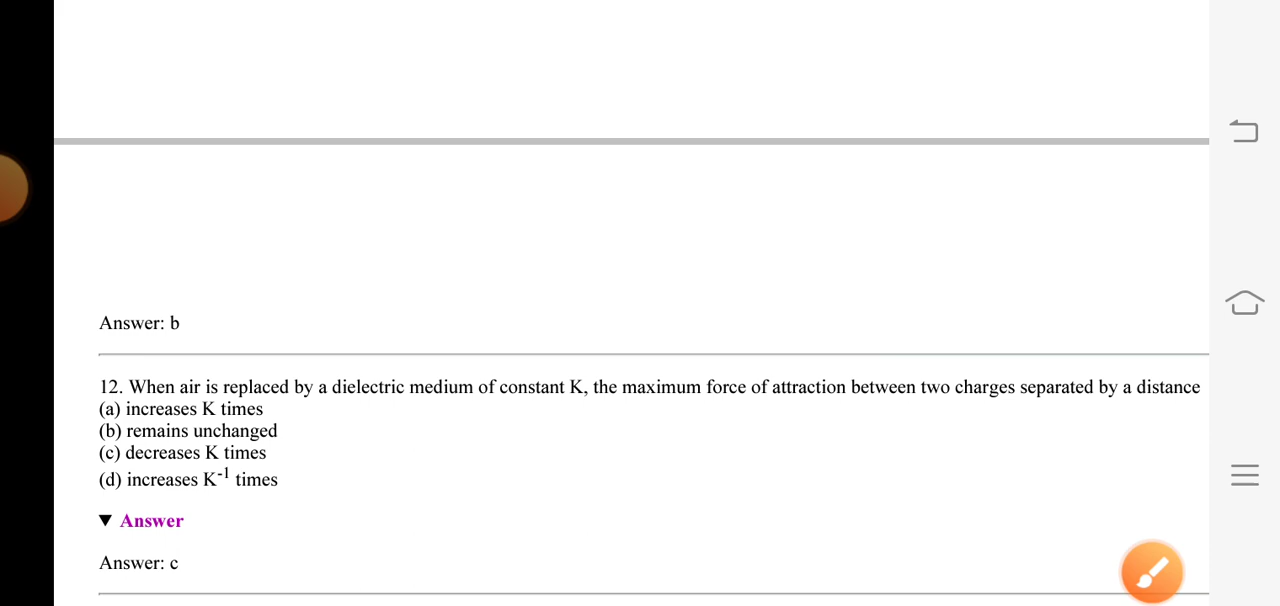 Answer: b
12. When air is replaced by a dielectric medium of constant K, the maximum force of attraction between two charges separated by a distance
(a) increases K times
(b) remains unchanged
(c) decreases K times
(d) increases K⁻¹ times
▼ Answer
Answer: c